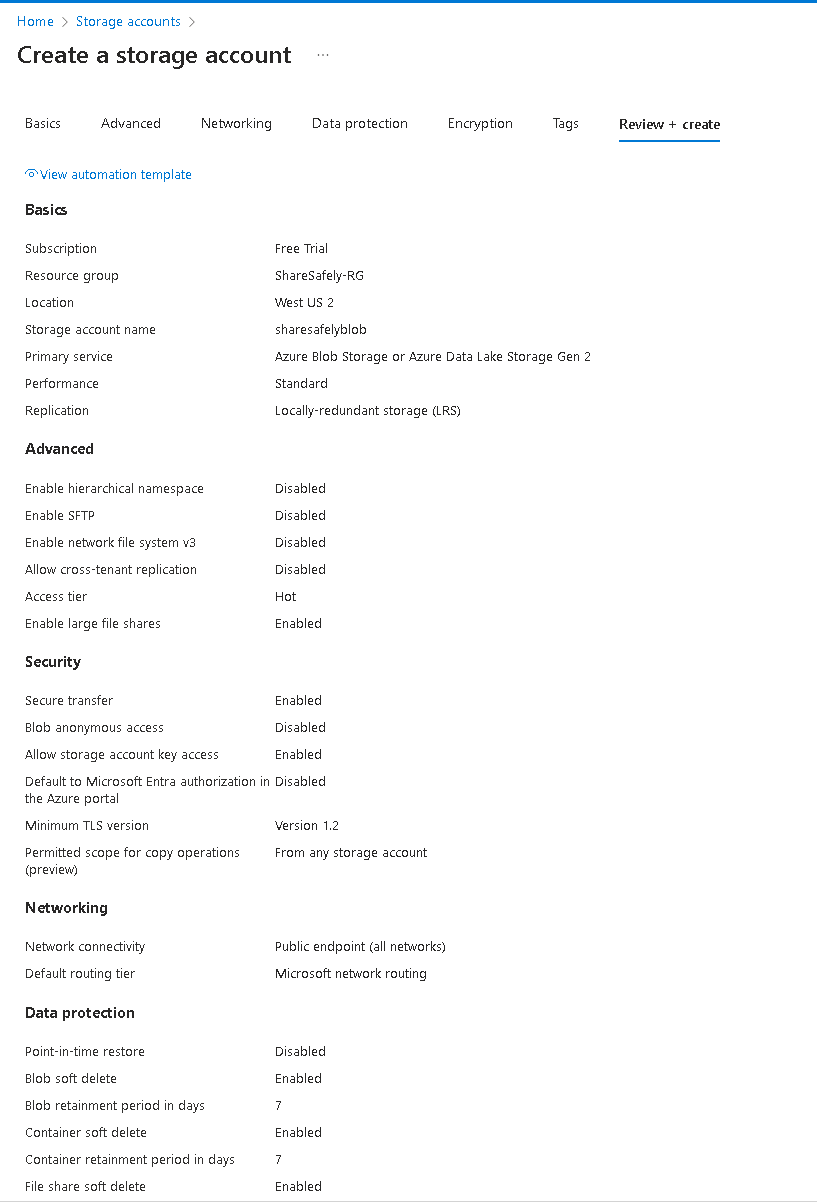 Home > Storage accounts >
Create a storage account ...
Basics Advanced Networking Data protection Encryption Tags Review + create
View automation template
Basics
Subscription Free Trial
Resource group ShareSafely-RG
Location West US 2
Storage account name sharesafelyblob
Primary service Azure Blob Storage or Azure Data Lake Storage Gen 2
Performance Standard
Replication Locally-redundant storage (LRS)
Advanced
Enable hierarchical namespace Disabled
Enable SFTP Disabled
Enable network file system v3 Disabled
Allow cross-tenant replication Disabled
Access tier Hot
Enable large file shares Enabled
Security
Secure transfer Enabled
Blob anonymous access Disabled
Allow storage account key access Enabled
Default to Microsoft Entra authorization in Disabled
the Azure portal
Minimum TLS version Version 1.2
Permitted scope for copy operations From any storage account
(preview)
Networking
Network connectivity Public endpoint (all networks)
Default routing tier Microsoft network routing
Data protection
Point-in-time restore Disabled
Blob soft delete Enabled
Blob retainment period in days 7
Container soft delete Enabled
Container retainment period in days 7
File share soft delete Enabled